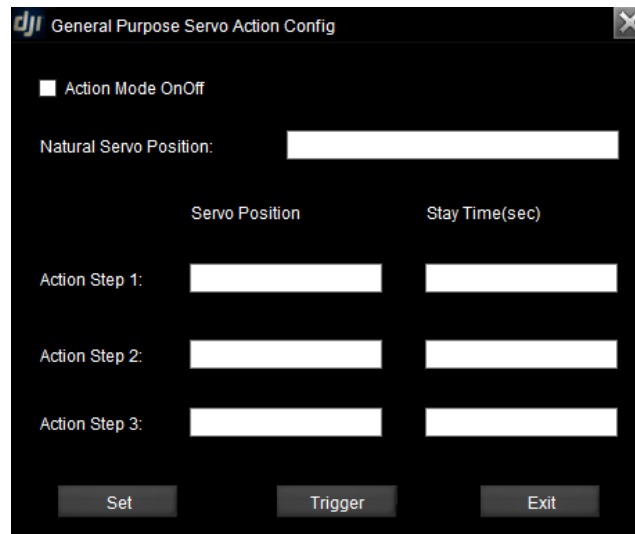 dji General Purpose Servo Action Config
Action Mode OnOff
Natural Servo Position:
Servo Position Stay Time(sec)
Action Step 1:
Action Step 2:
Action Step 3:
Set Trigger Exit